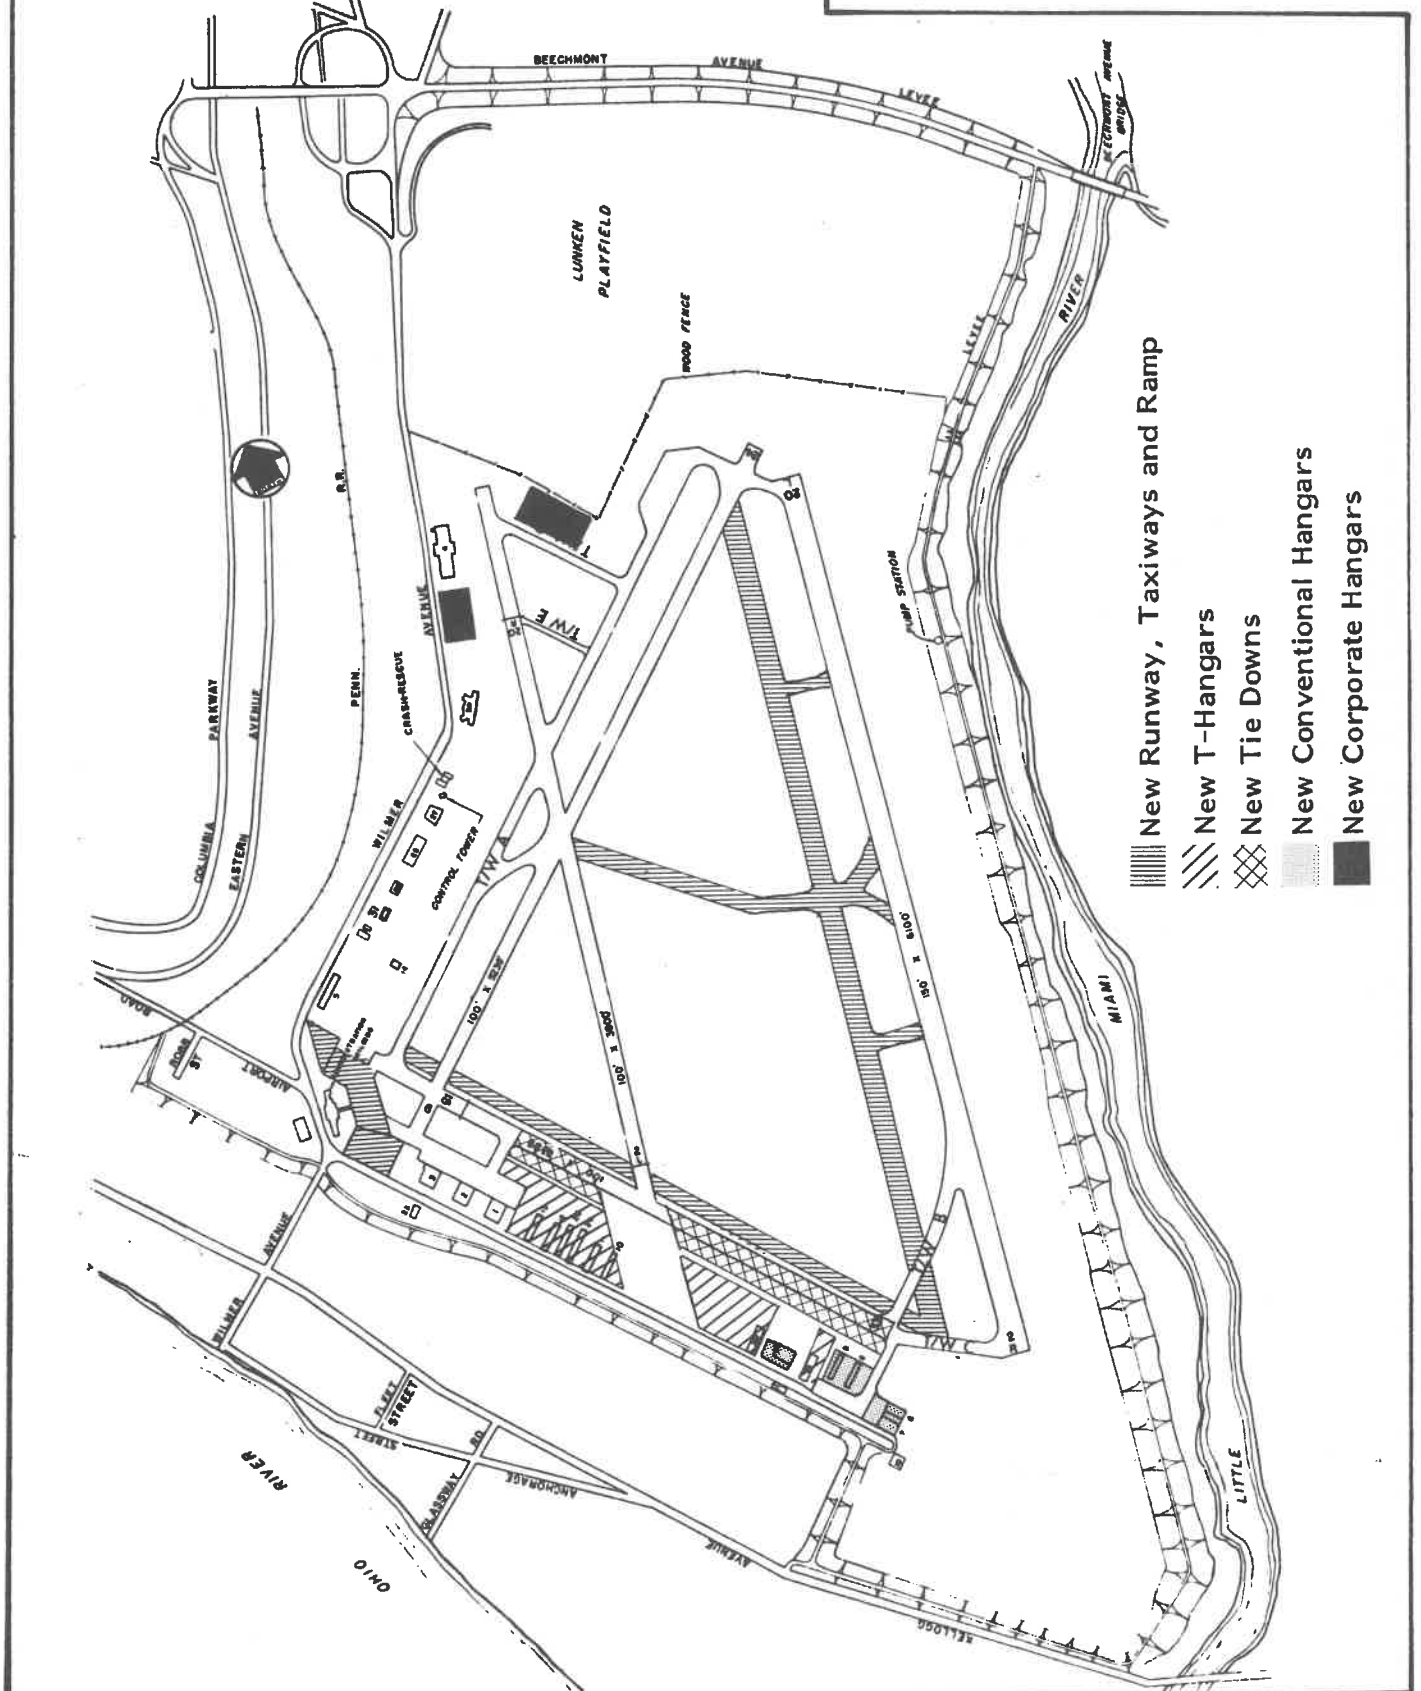 BEECHMONT
AVENUE
LEVEE
BEECHMONT AVENUE
BRIDGE
LUNKEN
PLAYFIELD
WOOD FENCE
LEVEE
RIVER
R.R.
PENN.
PARKWAY
AVENUE
COLUMBIA
EASTERN
AVENUE
CRASH-RESCUE
WILMER
CONTROL TOWER
T/W A
T/W E
T
20
PUMP STATION
ROAD
ROSS
ST
AIRPORT
100' X 3800'
150' X 6100'
MIAMI
T/W B
T/W
WILMER
AVENUE
FLEET
STREET
STREET
RD
GLASSWAY
ANCHORAGE
AVENUE
KELLOGG
RIVER
OHIO
LITTLE
New Runway, Taxiways and Ramp
New T-Hangars
New Tie Downs
New Conventional Hangars
New Corporate Hangars